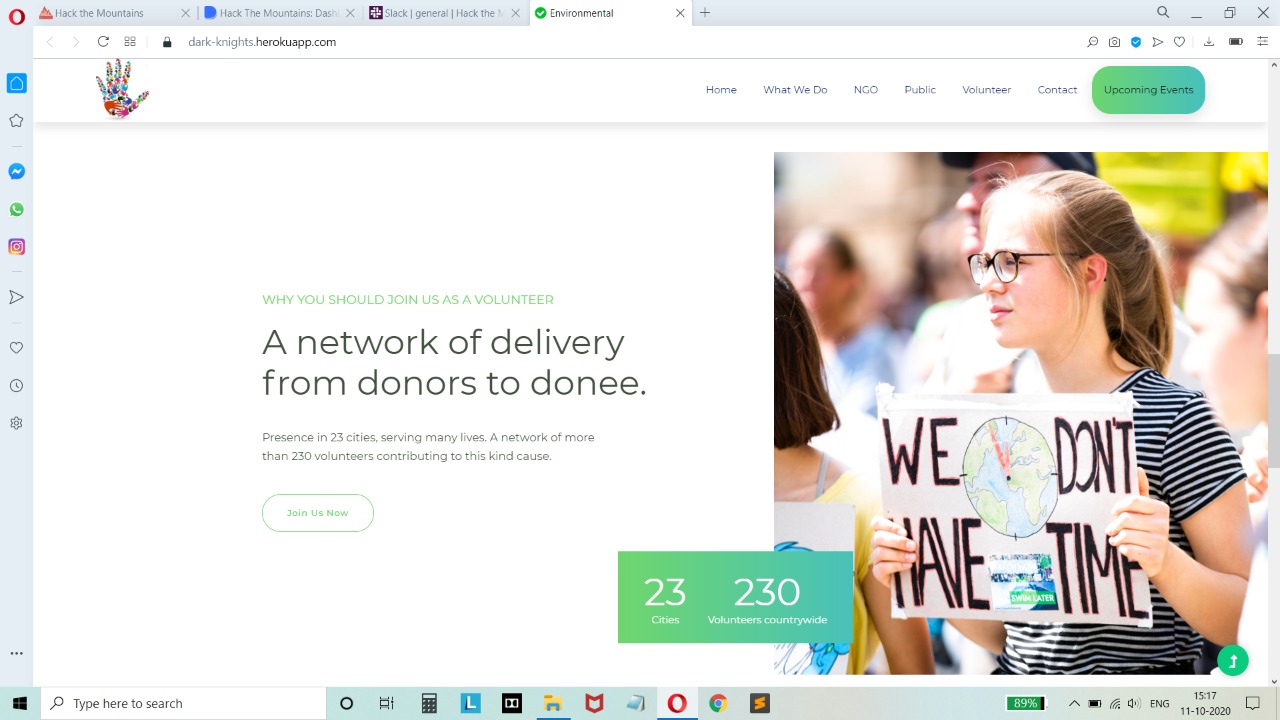 Hack The Mountains
Hack The Mountains: Das
Slack | general | Hack T
Environmental
dark-knights.herokuapp.com
Home
What We Do
NGO
Public
Volunteer
Contact
Upcoming Events
WHY YOU SHOULD JOIN US AS A VOLUNTEER
A network of delivery
from donors to donee.
Presence in 23 cities, serving many lives. A network of more
than 230 volunteers contributing to this kind cause.
Join Us Now
WE DON'T
HAVE TIME
SWIM LATER
23
Cities
230
Volunteers countrywide
Type here to search
89%
15:17
11-10-2020